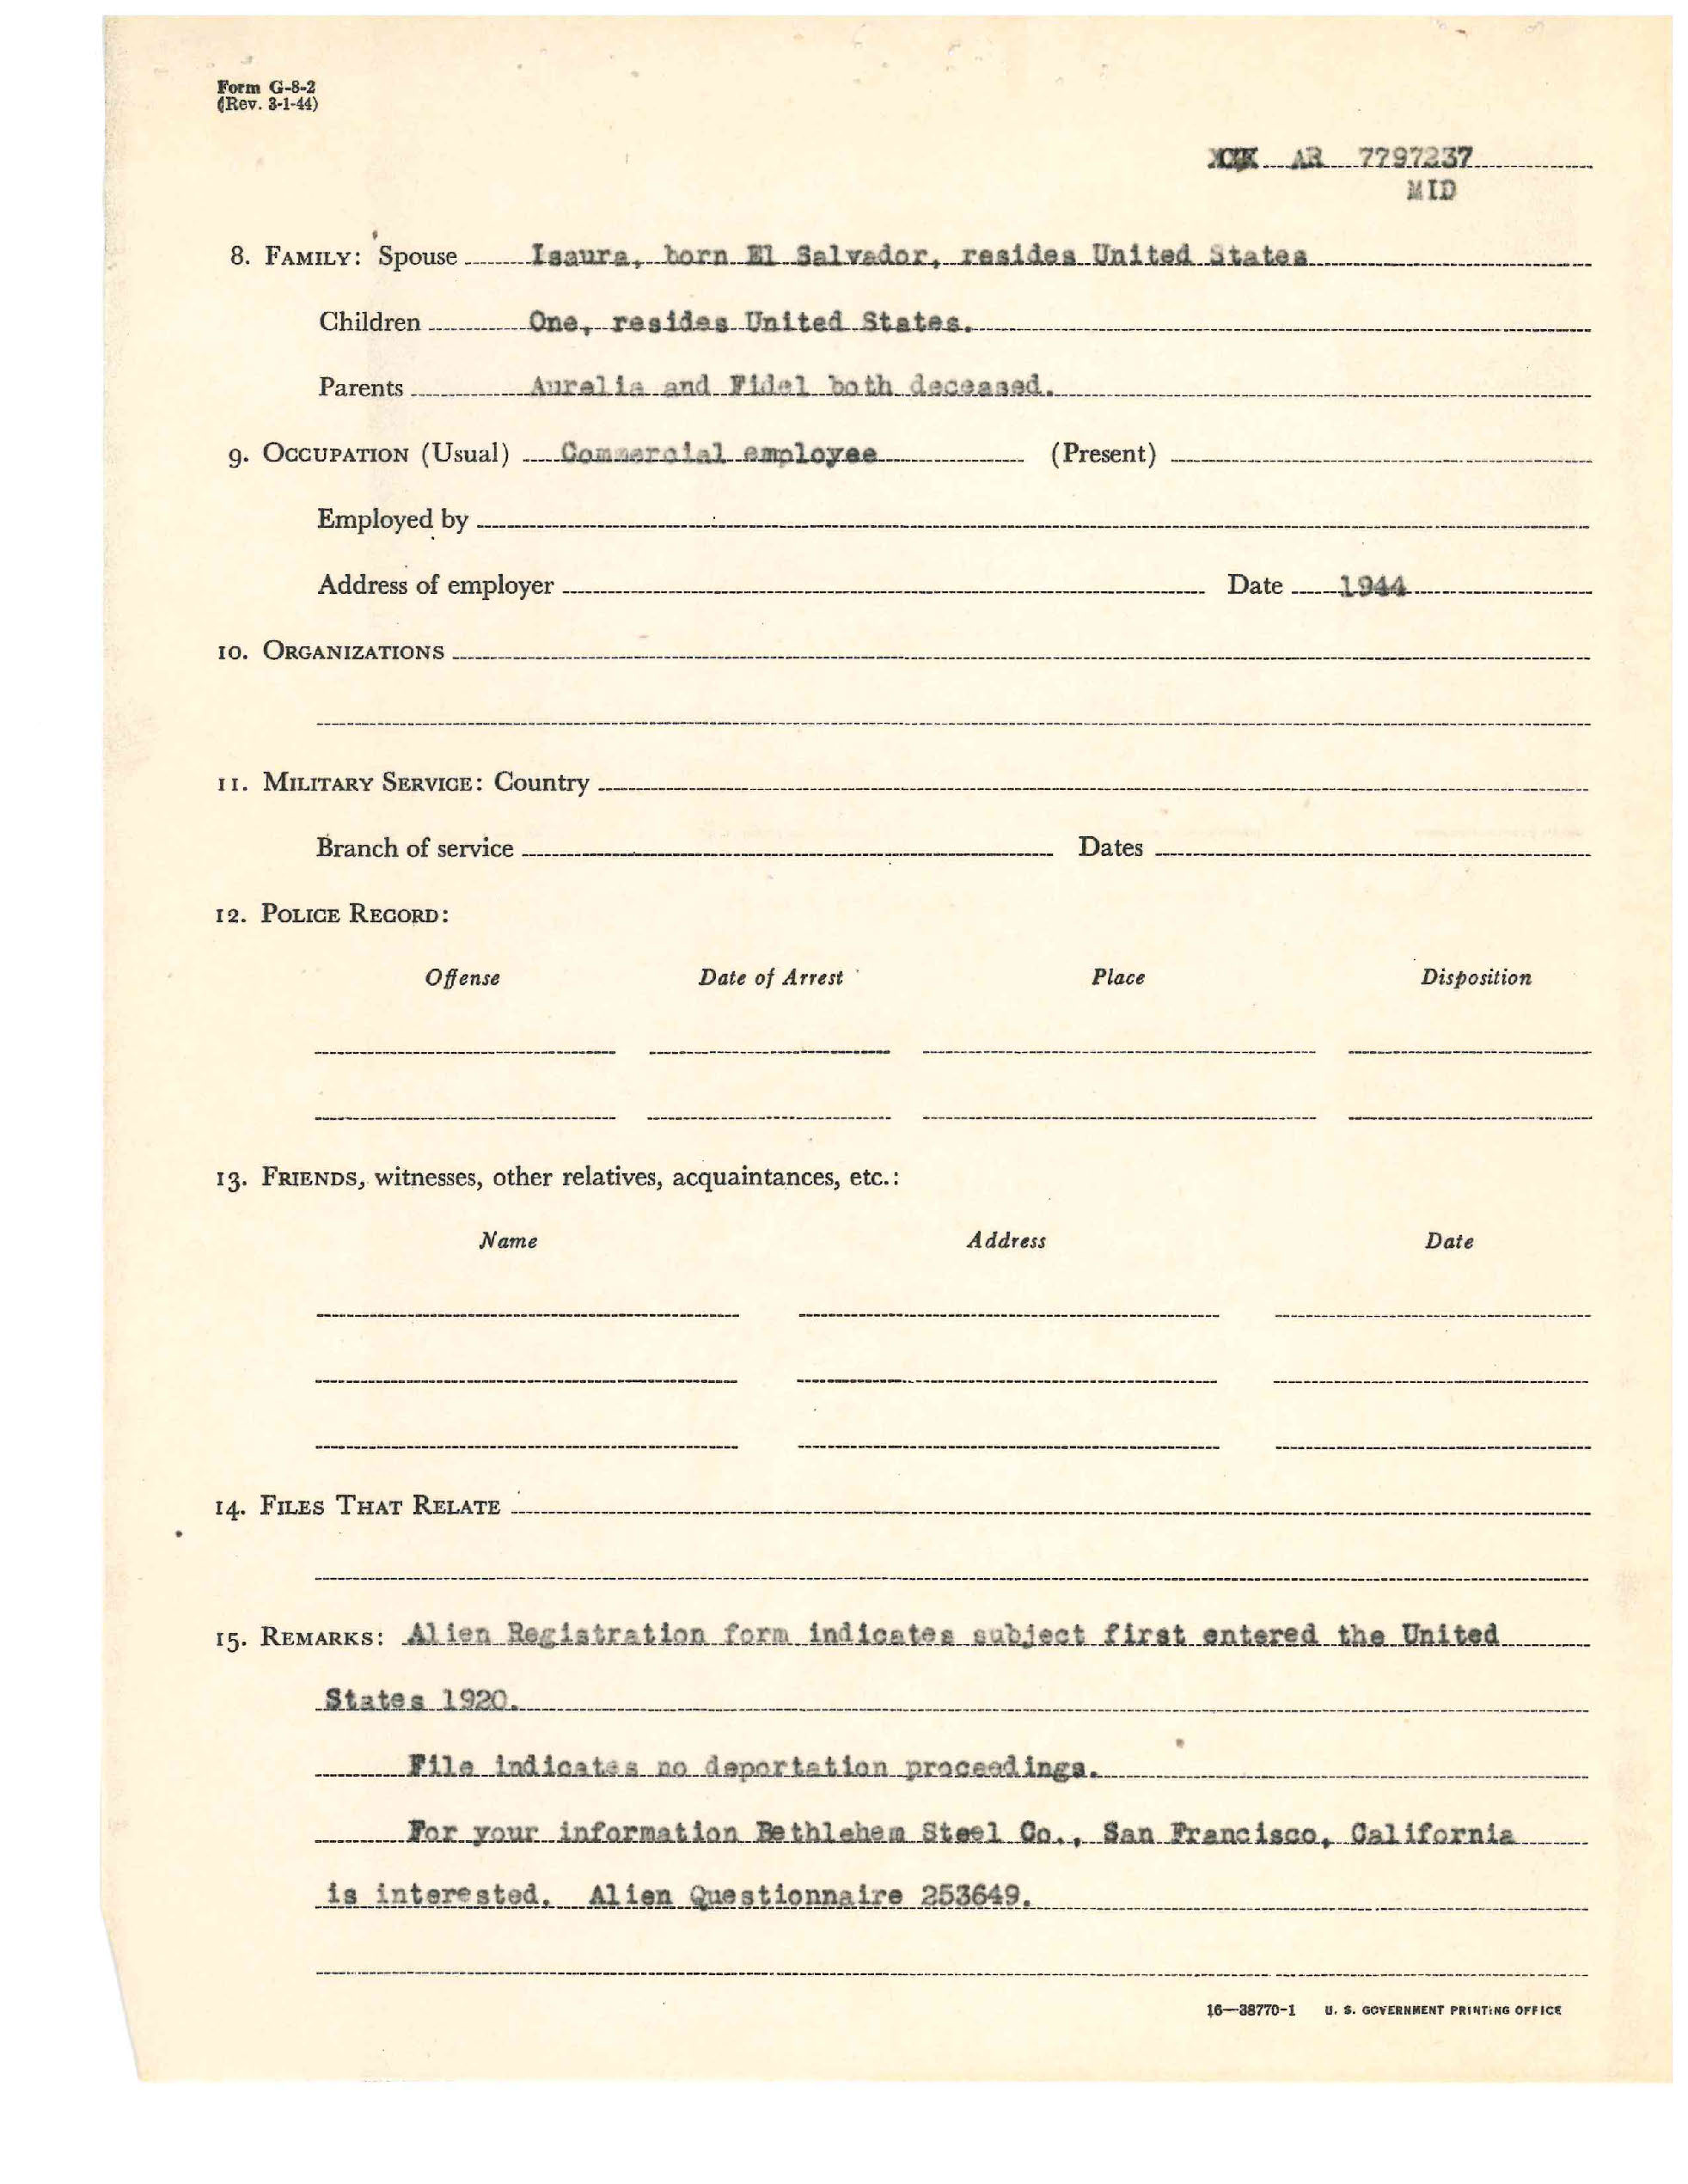 Form G-8-2
(Rev. 3-1-44)
AR 7797237
MID
8. FAMILY: Spouse Isaura, born El Salvador, resides United States
Children One, resides United States.
Parents Aurelia and Fidel both deceased.
9. OCCUPATION (Usual) Commercial employee (Present)
Employed by
Address of employer Date 1944
10. ORGANIZATIONS
11. MILITARY SERVICE: Country
Branch of service Dates
12. POLICE RECORD:
Offense Date of Arrest Place Disposition
13. FRIENDS, witnesses, other relatives, acquaintances, etc.:
Name Address Date
14. FILES THAT RELATE
15. REMARKS: Alien Registration form indicates subject first entered the United
States 1920.
File indicates no deportation proceedings.
For your information Bethlehem Steel Co., San Francisco, California
is interested. Alien Questionnaire 253649.
16—38770-1 U. S. GOVERNMENT PRINTING OFFICE